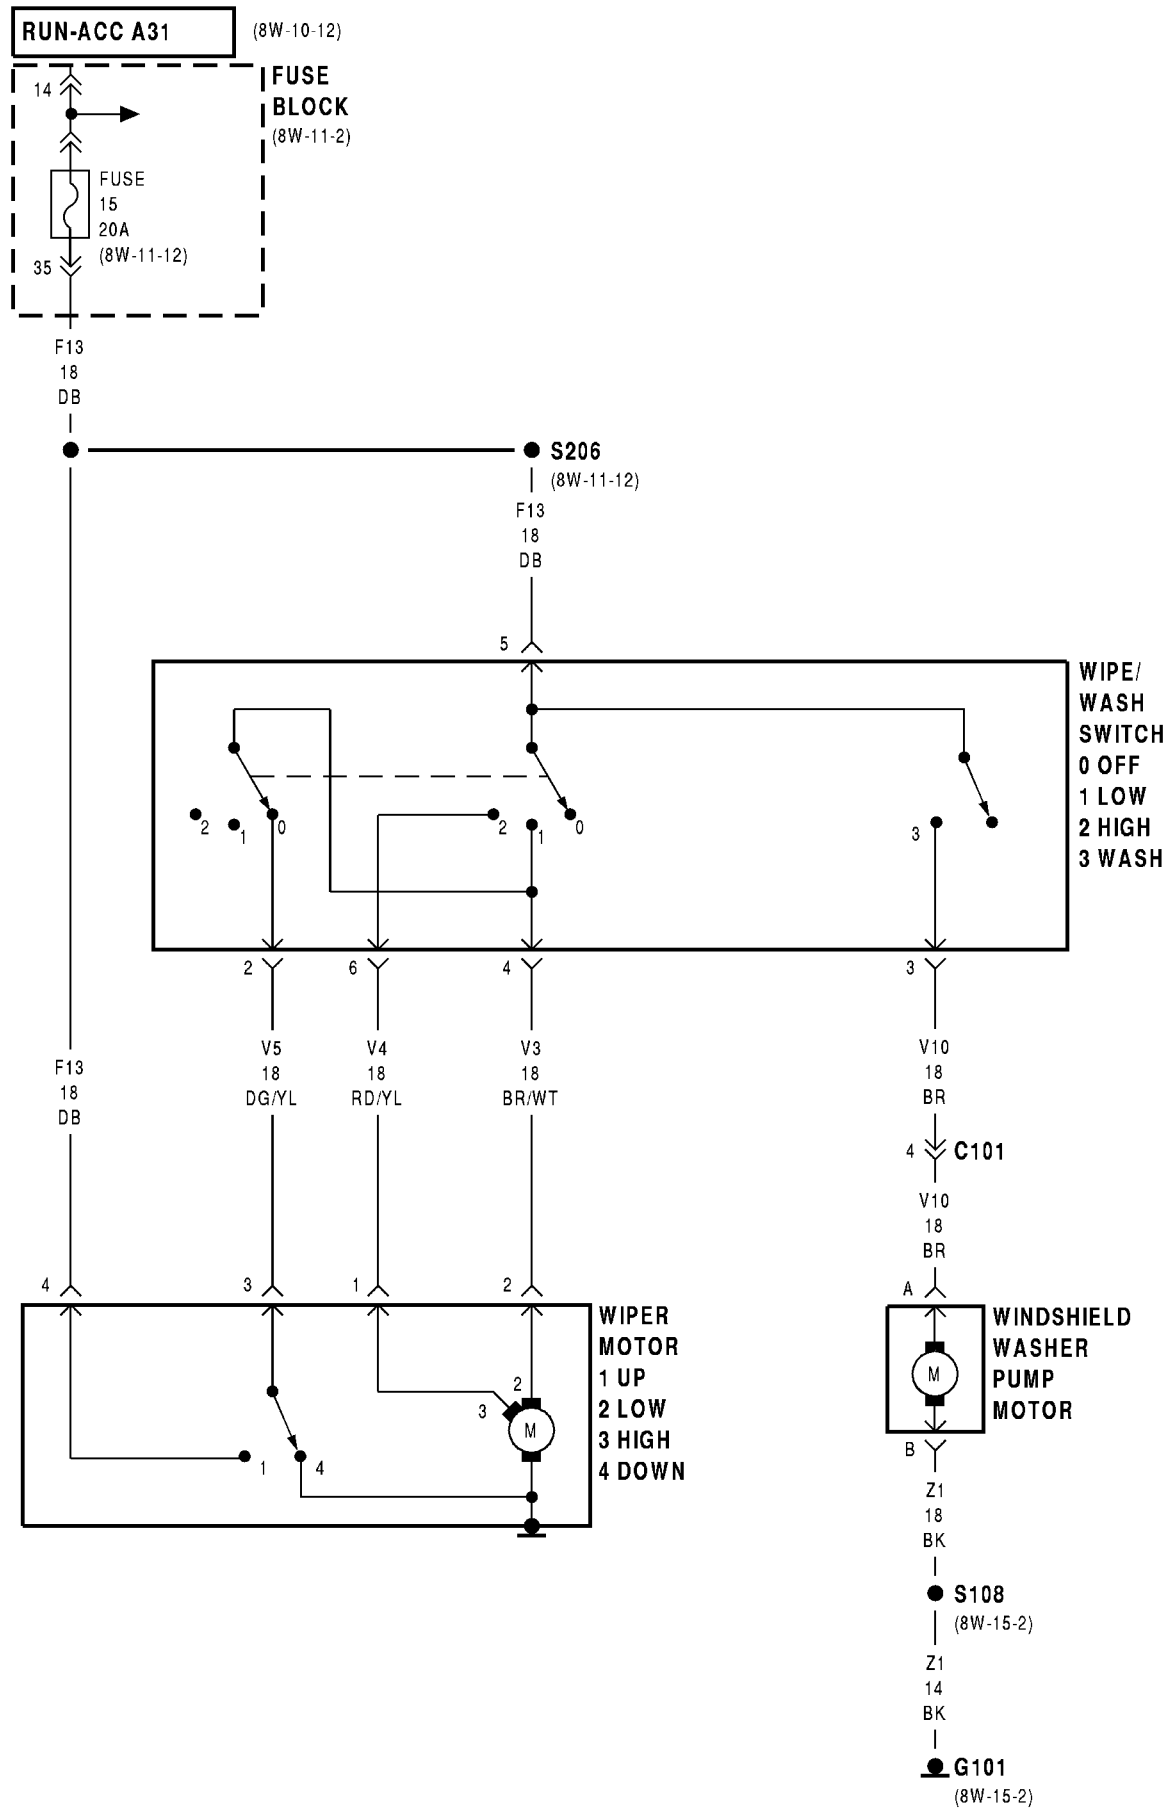 RUN-ACC A31
(8W-10-12)
FUSE
BLOCK
(8W-11-2)
14
FUSE
15
20A
(8W-11-12)
35
F13
18
DB
S206
(8W-11-12)
F13
18
DB
5
WIPE/
WASH
SWITCH
0 OFF
1 LOW
2 HIGH
3 WASH
2
1
0
2
1
0
3
2
6
4
3
F13
18
DB
V5
18
DG/YL
V4
18
RD/YL
V3
18
BR/WT
V10
18
BR
4
C101
V10
18
BR
4
3
1
2
A
WIPER
MOTOR
1 UP
2 LOW
3 HIGH
4 DOWN
2
3
M
1
4
WINDSHIELD
WASHER
PUMP
MOTOR
M
B
Z1
18
BK
S108
(8W-15-2)
Z1
14
BK
G101
(8W-15-2)